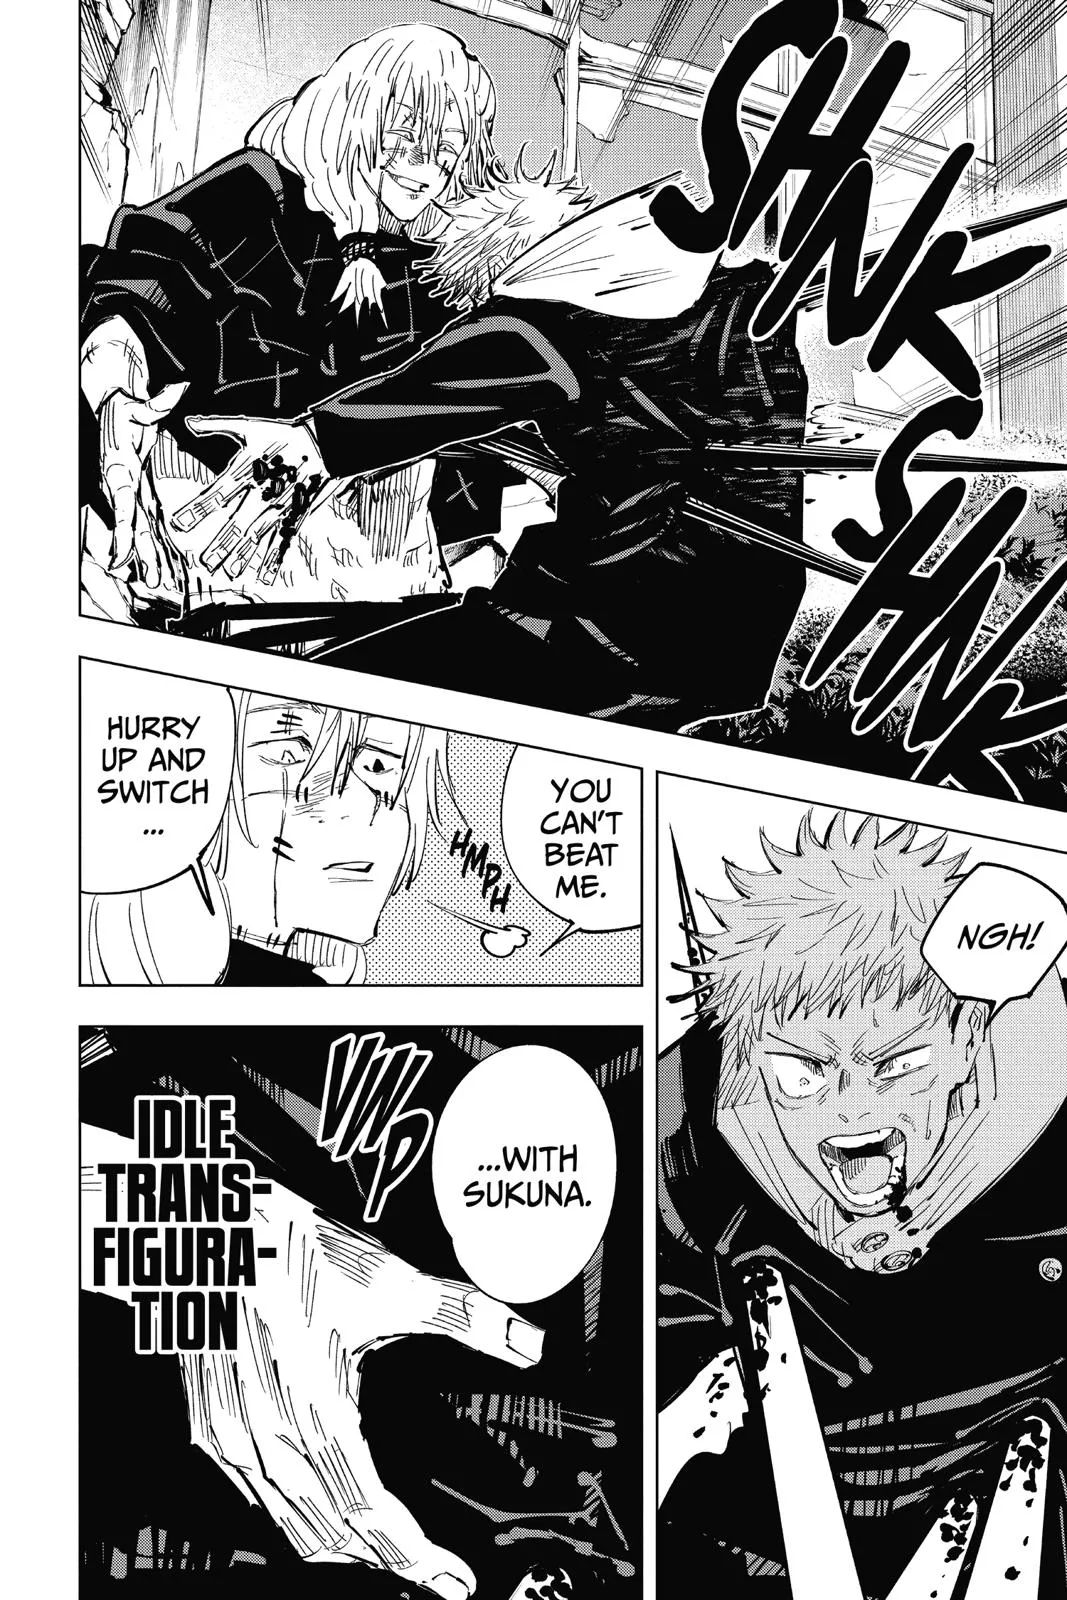 SHNK
SHNK
NGH!
YOU
CAN'T
BEAT
ME.
HMPH
HURRY
UP AND
SWITCH
...
...WITH
SUKUNA.
VWP
IDLE
TRANS-
FIGURA-
TION